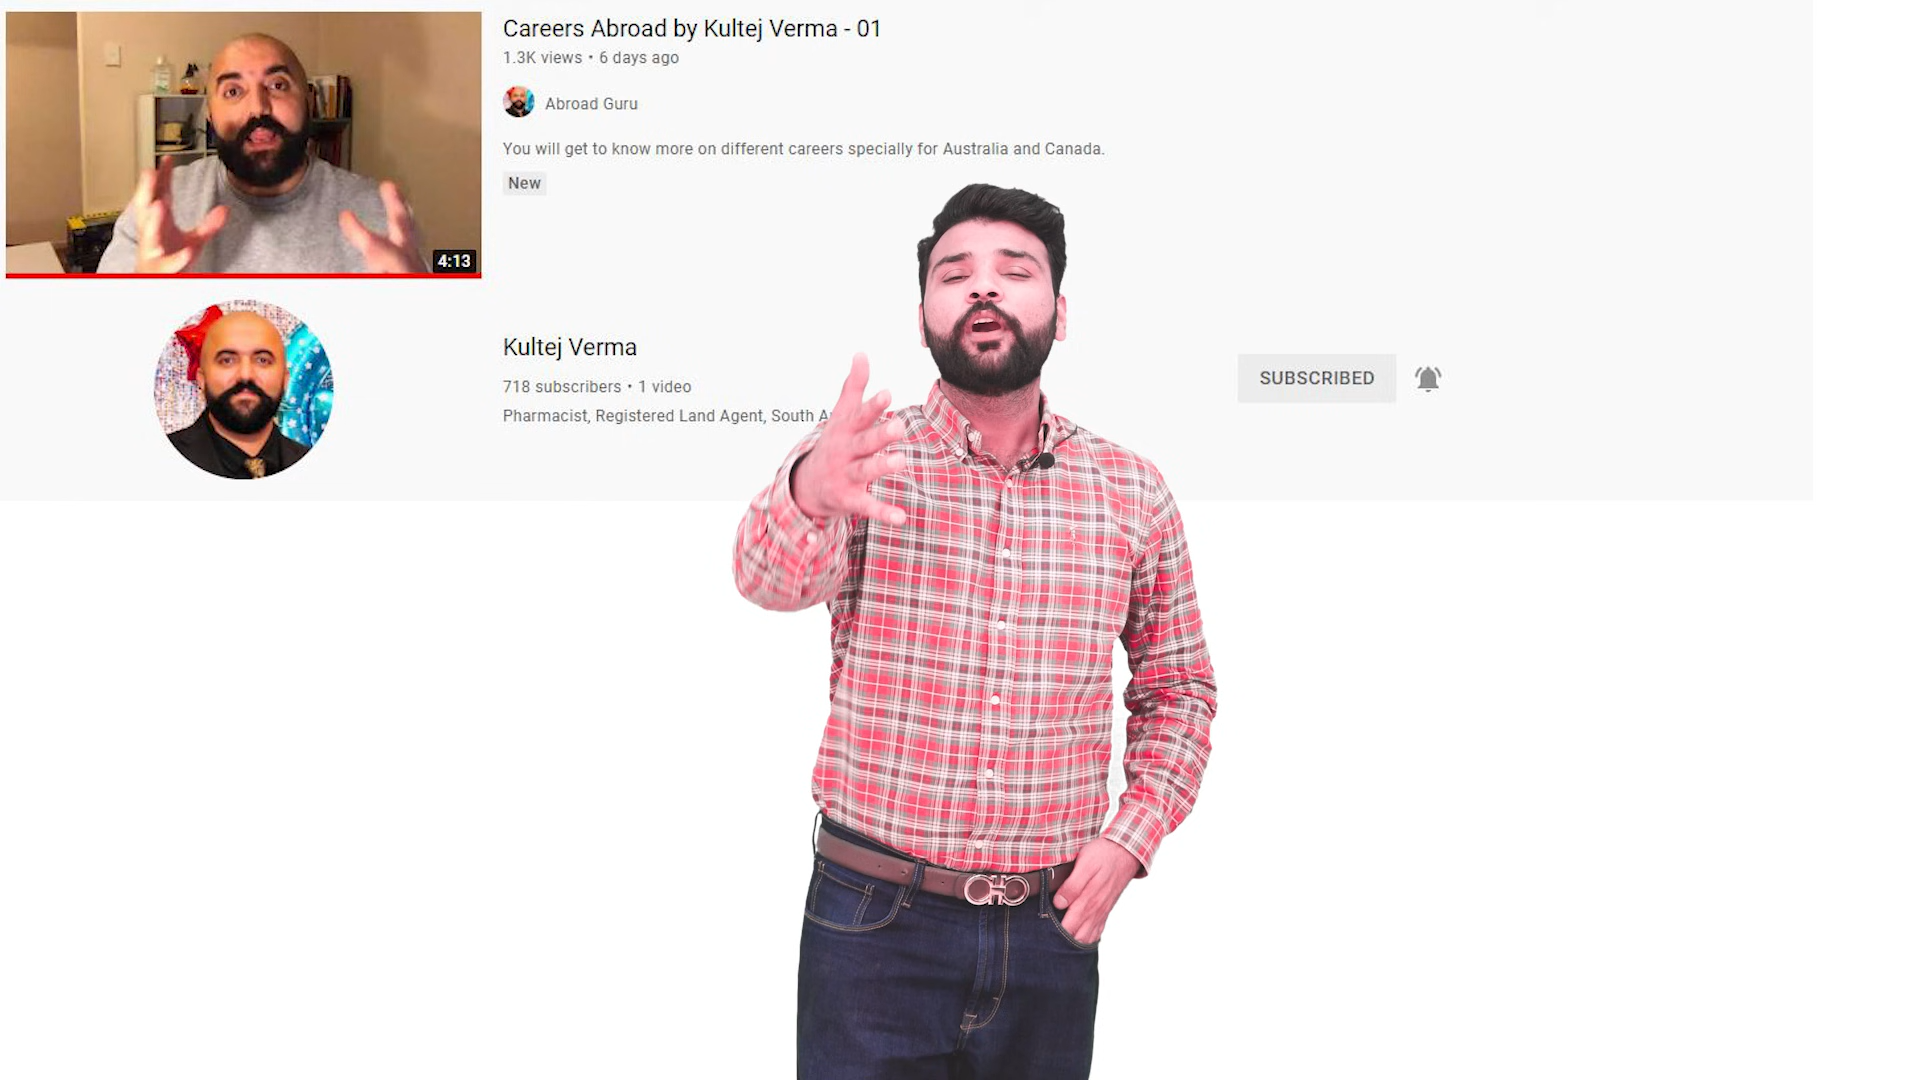 Careers Abroad by Kultej Verma - 01
1.3K views • 6 days ago
Abroad Guru
You will get to know more on different careers specially for Australia and Canada.
New
4:13
Kultej Verma
718 subscribers • 1 video
Pharmacist, Registered Land Agent, South
SUBSCRIBED